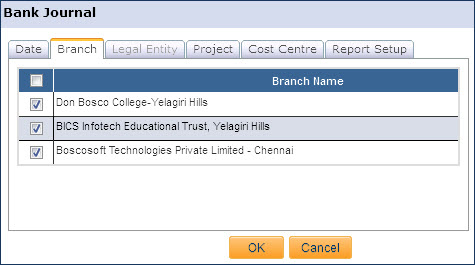 Bank Journal
Date Branch Legal Entity Project Cost Centre Report Setup
Branch Name
Don Bosco College-Yelagiri Hills
BICS Infotech Educational Trust, Yelagiri Hills
Boscosoft Technologies Private Limited - Chennai
OK Cancel